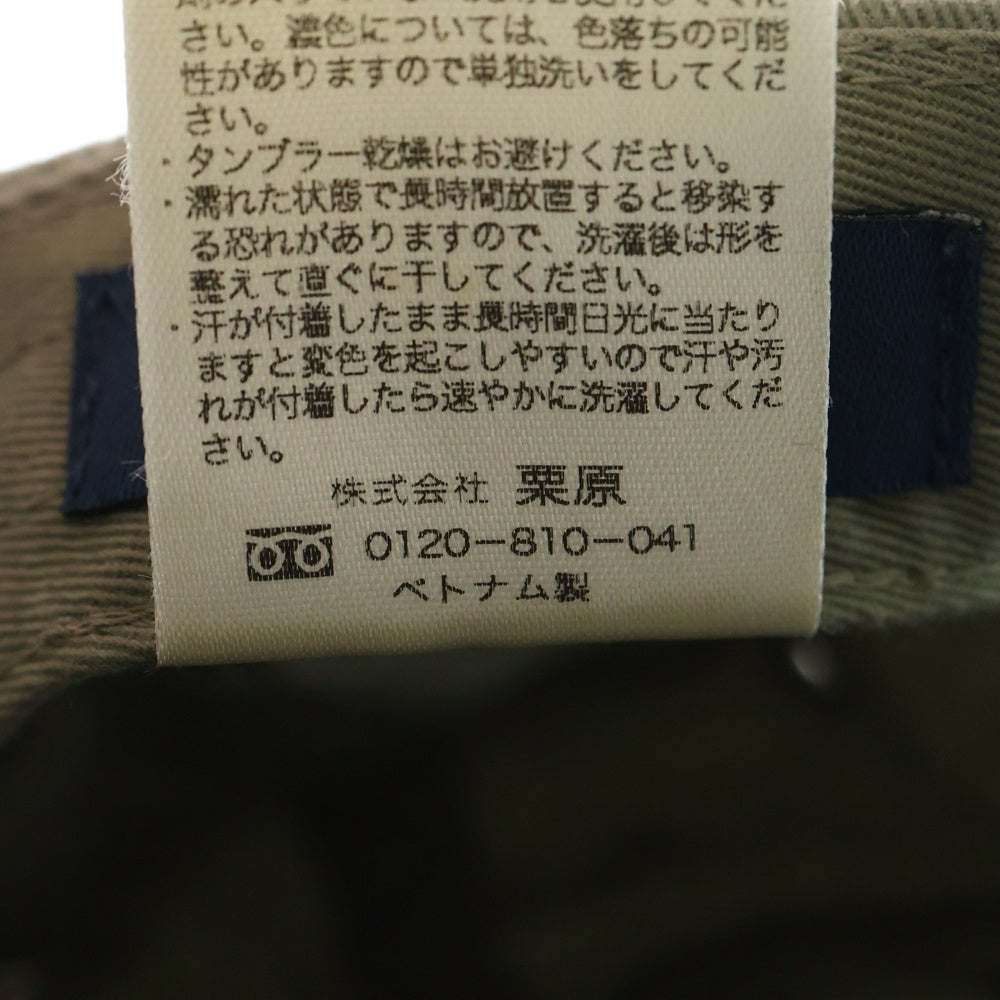 さい。濃色については、色落ちの可能
性がありますので単独洗いをしてくだ
さい。
・タンブラー乾燥はお避けください。
・濡れた状態で長時間放置すると移染す
る恐れがありますので、洗濯後は形を
整えて直ぐに干してください。
・汗が付着したまま長時間日光に当たり
ますと変色を起こしやすいので汗や汚
れが付着したら速やかに洗濯してくだ
さい。
株式会社 栗原
0120-810-041
ベトナム製